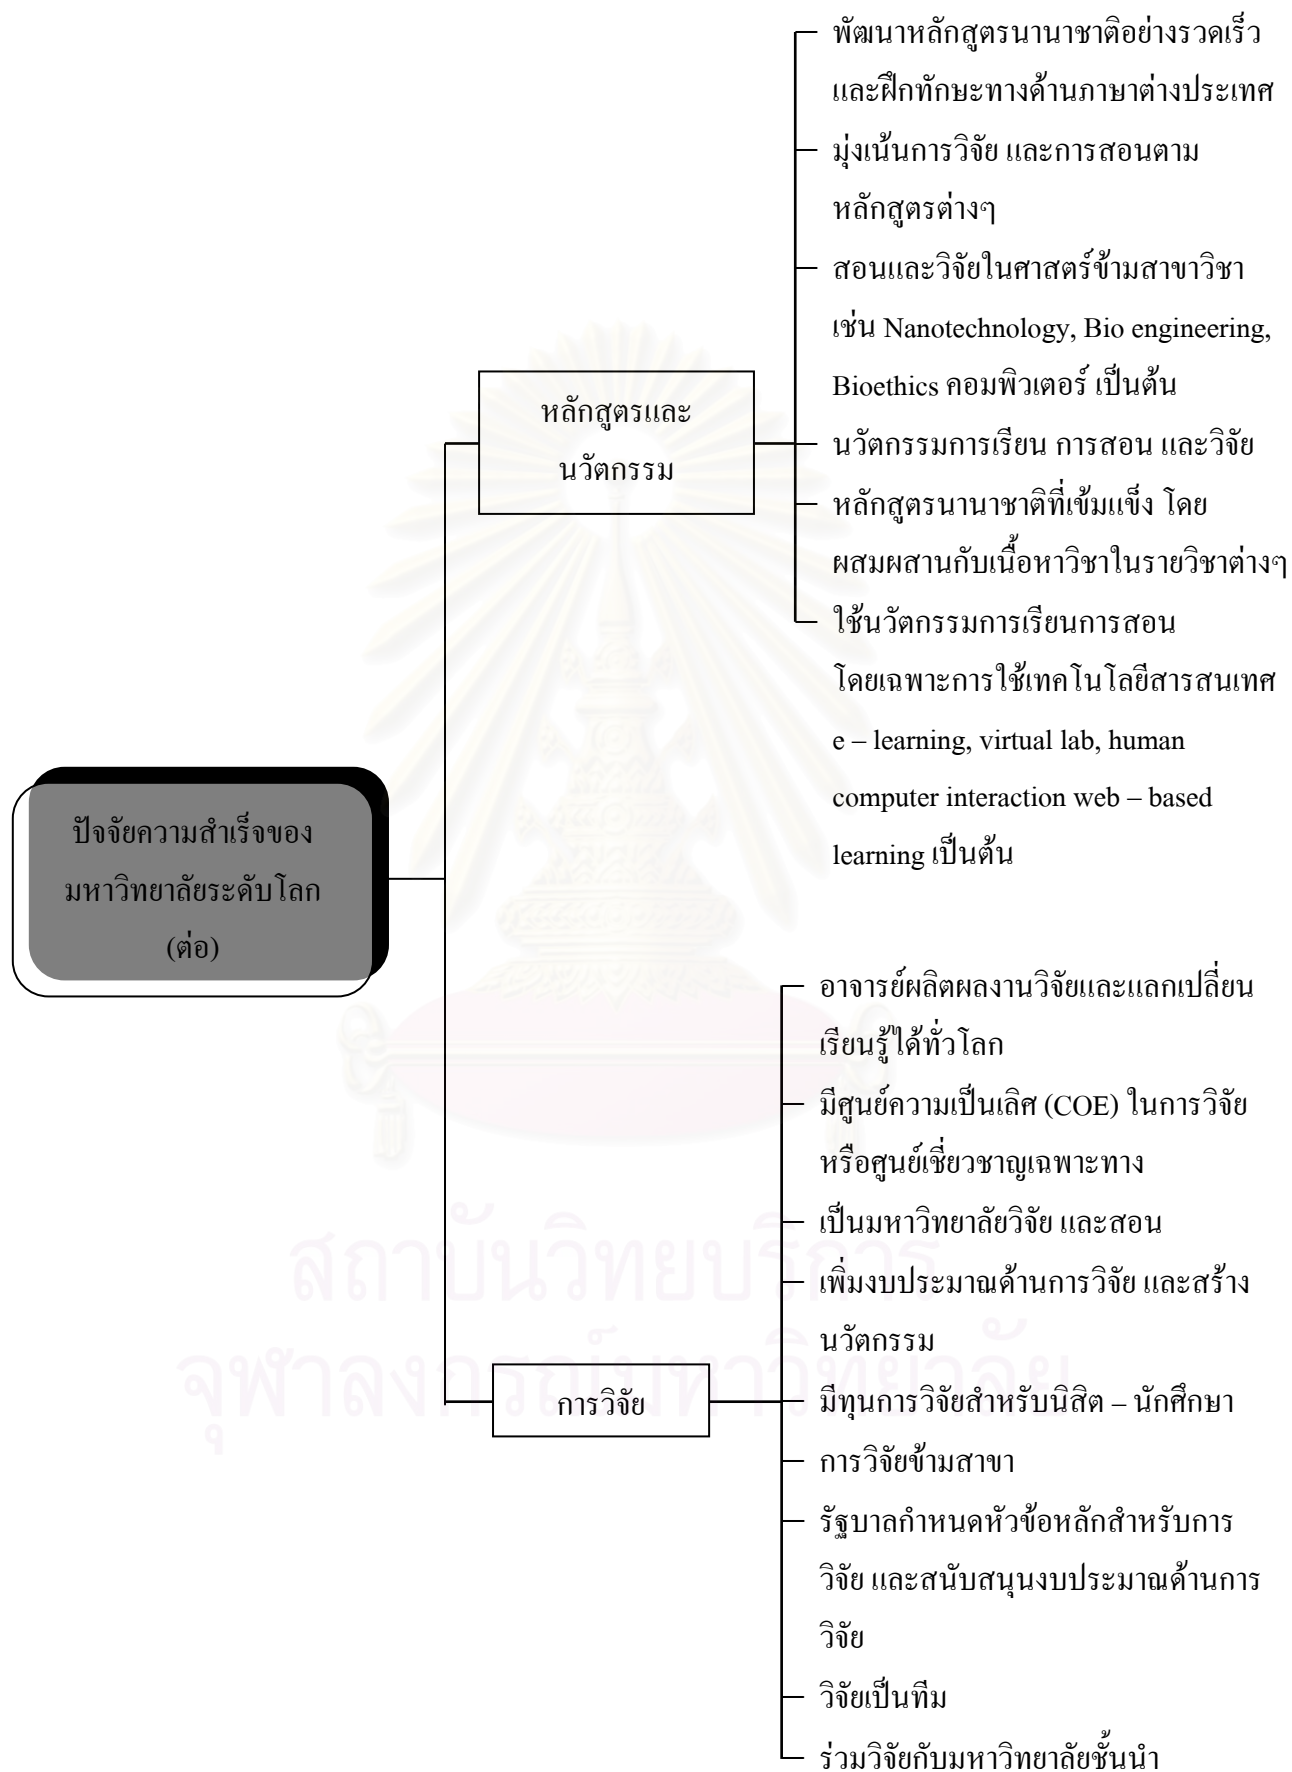 พัฒนาหลักสูตรนานาชาติอย่างรวดเร็ว
และฝึกทักษะทางด้านภาษาต่างประเทศ
มุ่งเน้นการวิจัย และการสอนตาม
หลักสูตรต่างๆ
สอนและวิจัยในศาสตร์ข้ามสาขาวิชา
เช่น Nanotechnology, Bio engineering,
Bioethics คอมพิวเตอร์ เป็นต้น
หลักสูตรและ
นวัตกรรม
นวัตกรรมการเรียน การสอน และวิจัย
หลักสูตรนานาชาติที่เข้มแข็ง โดย
ผสมผสานกับเนื้อหาวิชาในรายวิชาต่างๆ
ใช้นวัตกรรมการเรียนการสอน
โดยเฉพาะการใช้เทคโนโลยีสารสนเทศ
e – learning, virtual lab, human
computer interaction web – based
learning เป็นต้น
ปัจจัยความสำเร็จของ
มหาวิทยาลัยระดับโลก
(ต่อ)
อาจารย์ผลิตผลงานวิจัยและแลกเปลี่ยน
เรียนรู้ได้ทั่วโลก
มีศูนย์ความเป็นเลิศ (COE) ในการวิจัย
หรือศูนย์เชี่ยวชาญเฉพาะทาง
เป็นมหาวิทยาลัยวิจัย และสอน
เพิ่มงบประมาณด้านการวิจัย และสร้าง
นวัตกรรม
การวิจัย
มีทุนการวิจัยสำหรับนิสิต – นักศึกษา
การวิจัยข้ามสาขา
รัฐบาลกำหนดหัวข้อหลักสำหรับการ
วิจัย และสนับสนุนงบประมาณด้านการ
วิจัย
วิจัยเป็นทีม
ร่วมวิจัยกับมหาวิทยาลัยชั้นนำ
สถาบันวิทยบริการ
จุฬาลงกรณ์มหาวิทยาลัย